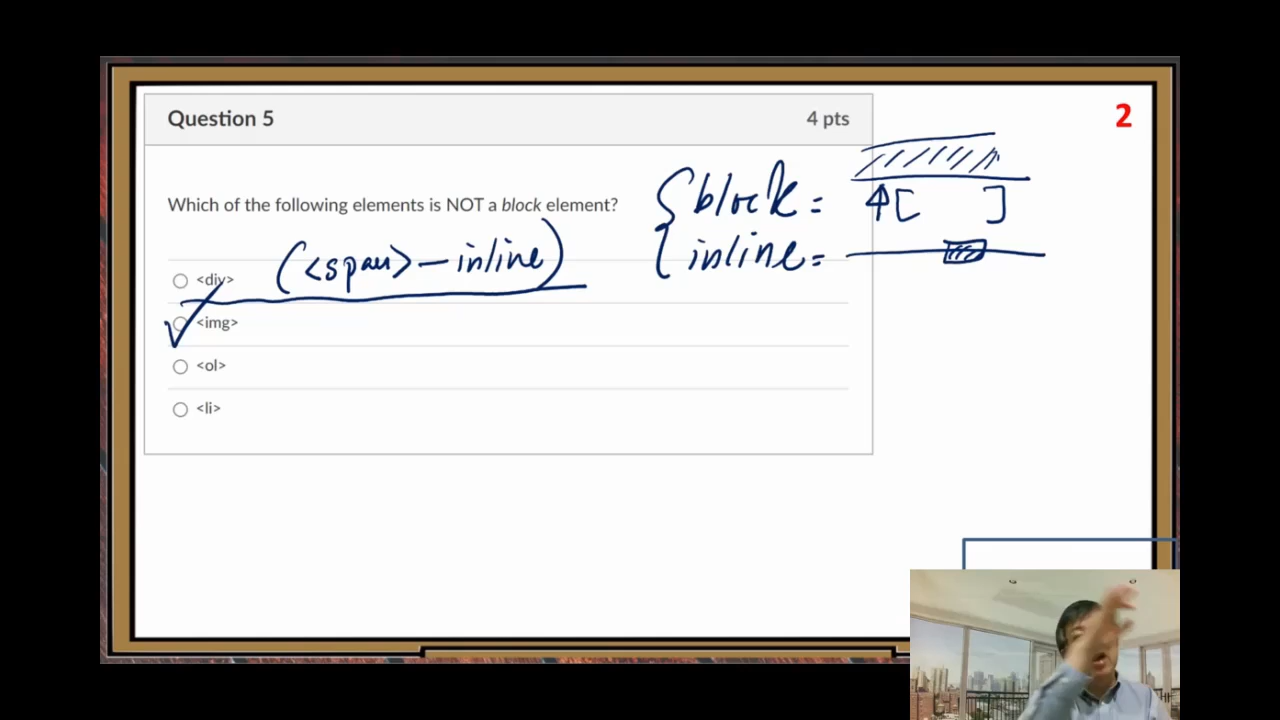 Question 5
4 pts
2
Which of the following elements is NOT a block element?
block =
inline =
(<span> - inline)
<div>
<img>
<ol>
<li>